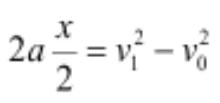 2a x/2 = v₁² − v₀²